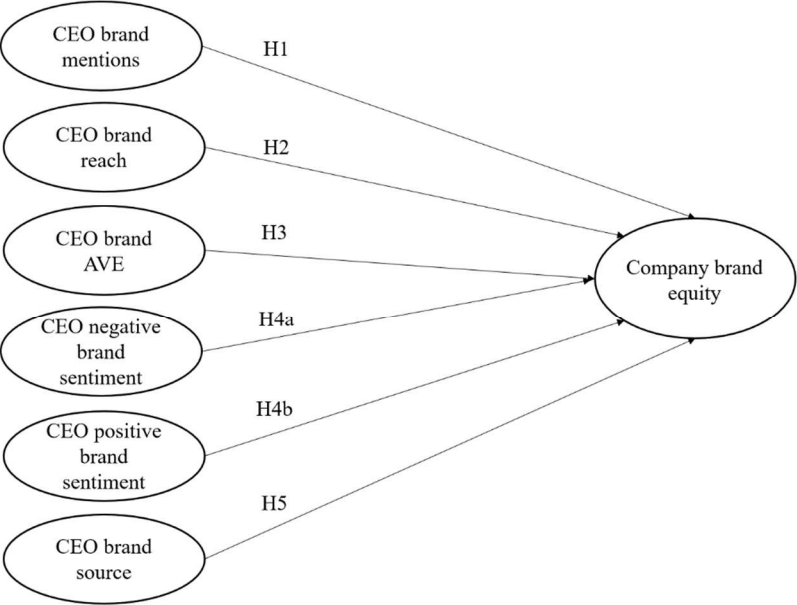 CEO brand
mentions
H1
CEO brand
reach
H2
CEO brand
AVE
H3
CEO negative
brand
sentiment
H4a
CEO positive
brand
sentiment
H4b
CEO brand
source
H5
Company brand
equity